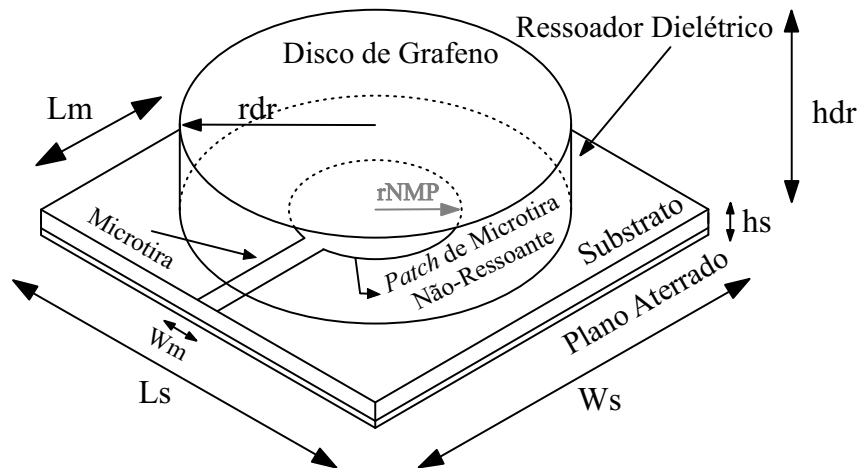 Ressoador Dielétrico
Disco de Grafeno
Lm
rdr
hdr
rNMP
Microtira
Patch de Microtira
Não-Ressoante
Substrato
hs
Plano Aterrado
Wm
Ls
Ws